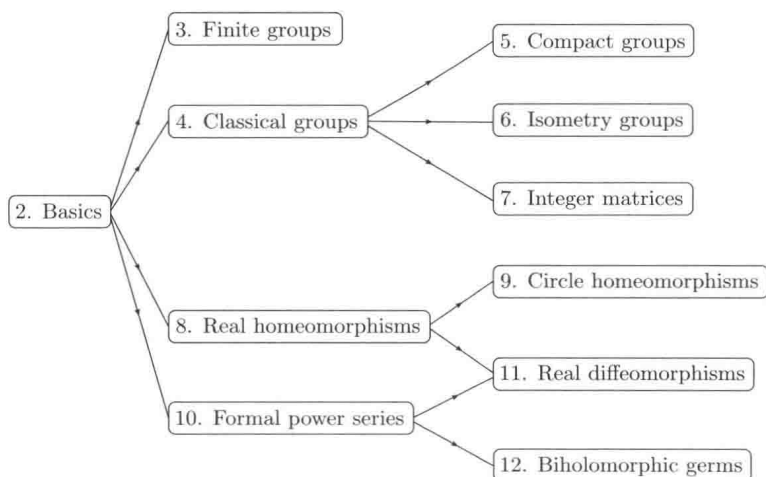 3. Finite groups
5. Compact groups
4. Classical groups
6. Isometry groups
7. Integer matrices
2. Basics
9. Circle homeomorphisms
8. Real homeomorphisms
11. Real diffeomorphisms
10. Formal power series
12. Biholomorphic germs